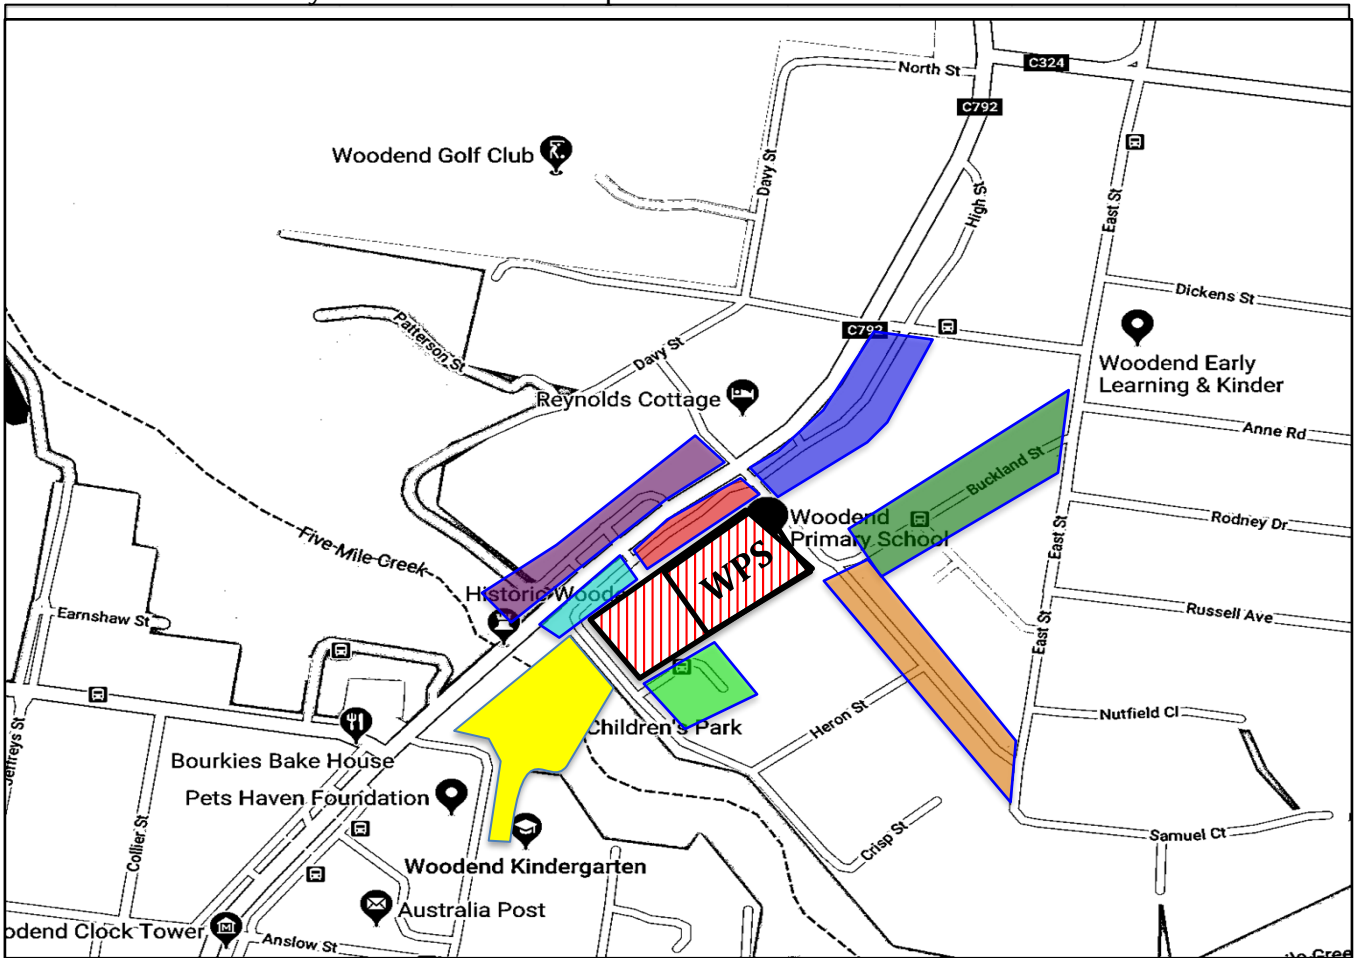 North St
C324
C792
Woodend Golf Club
Davy St
High St
East St
Dickens St
C792
Patterson St
Davy St
Woodend Early
Learning & Kinder
Reynolds Cottage
Anne Rd
Buckland St
Rodney Dr
Woodend
Primary School
East St
WPS
Five Mile Creek
Historic Woode
Earnshaw St
Russell Ave
East St
Nutfield Cl
Heron St
Children's Park
Jeffreys St
Bourkies Bake House
Pets Haven Foundation
Collier St
Crisp St
Samuel Ct
Woodend Kindergarten
Australia Post
odend Clock Tower
Anslow St